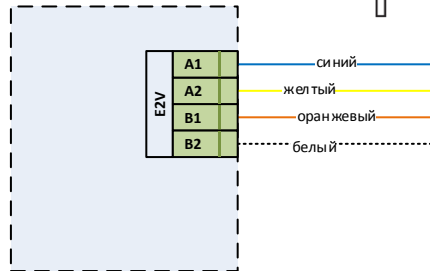 A1 синий
A2 желтый
E2V
B1 оранжевый
B2 белый